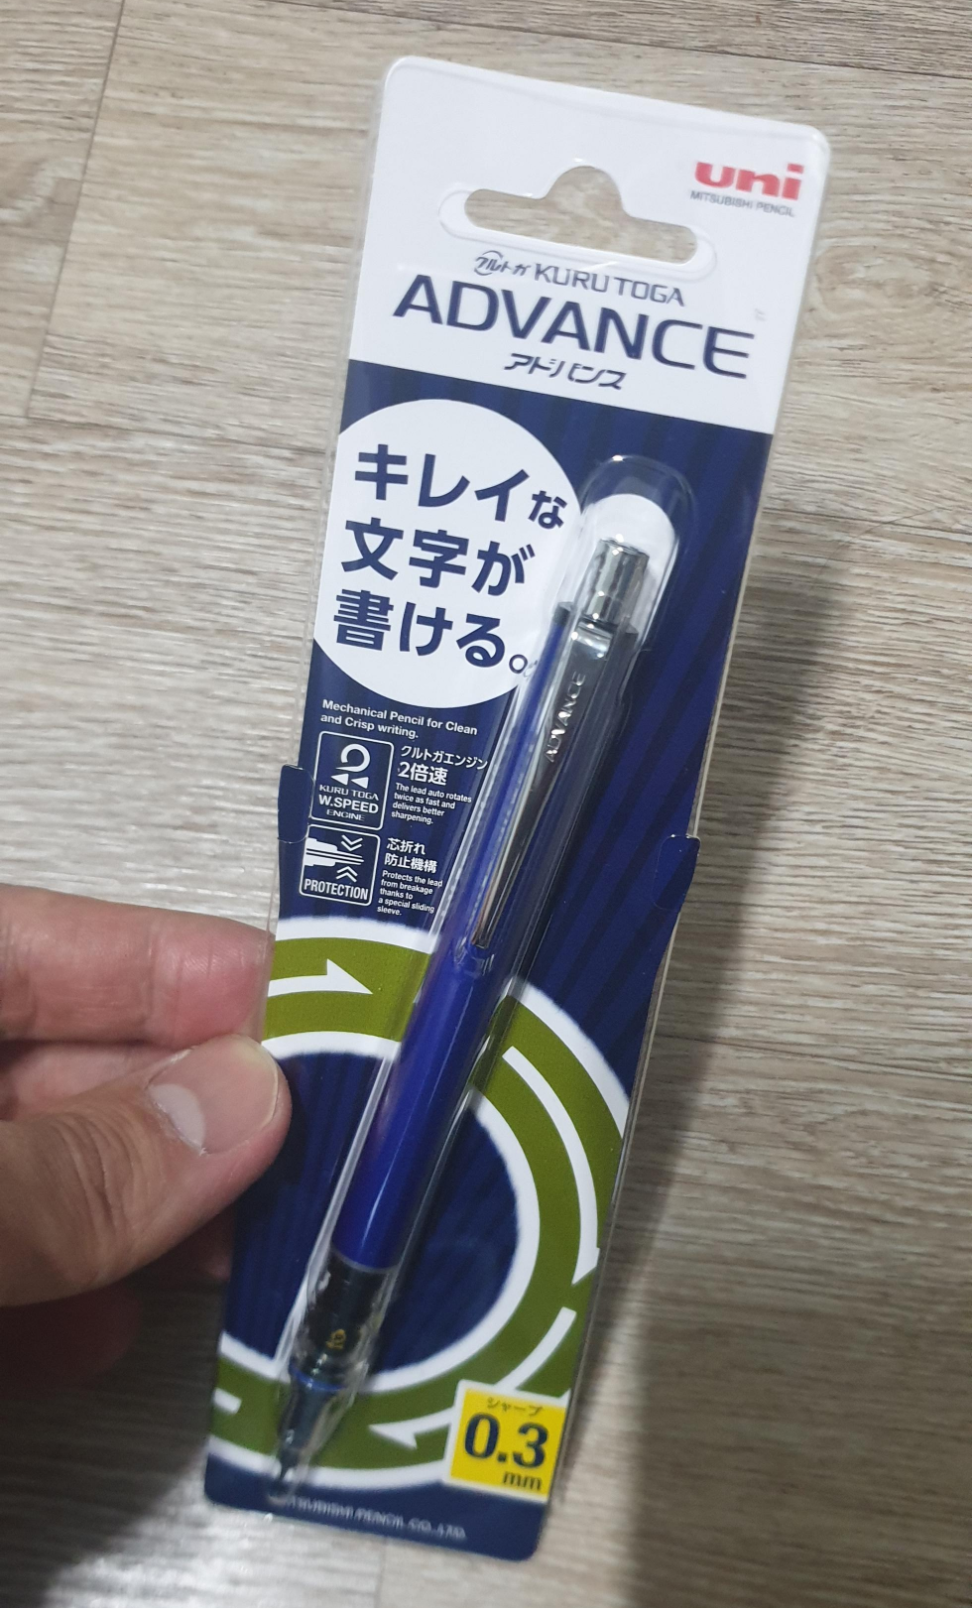 uni
MITSUBISHI PENCIL
クルトガ KURU TOGA
ADVANCE
アドバンス
キレイな
文字が
書ける。
Mechanical Pencil for Clean
and Crisp writing.
KURU TOGA
W.SPEED
ENGINE
クルトガエンジン
2倍速
The lead auto rotates
twice as fast and
delivers better
sharpening.
PROTECTION
芯折れ
防止機構
Protects the lead
from breakage
thanks to
a special sliding
sleeve.
ADVANCE
シャープ
0.3
mm
MITSUBISHI PENCIL CO., LTD.